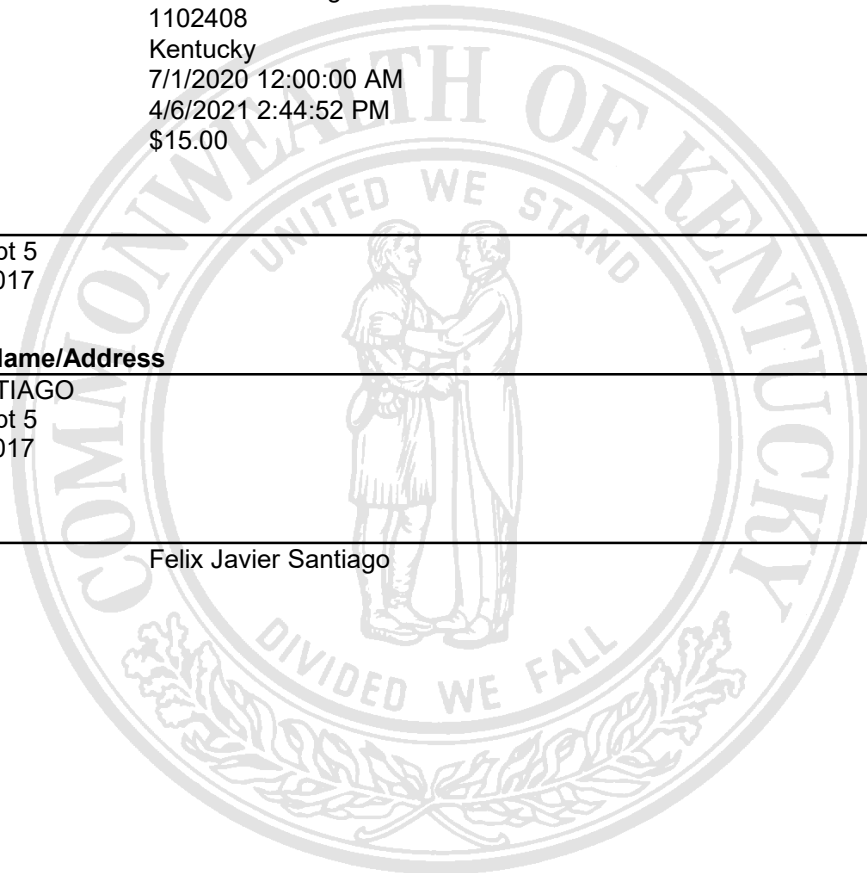 1102408
Kentucky
7/1/2020 12:00:00 AM
4/6/2021 2:44:52 PM
$15.00
ot 5
017
lame/Address
TIAGO
ot 5
017
Felix Javier Santiago
COMMONWEALTH OF KENTUCKY
UNITED WE STAND
DIVIDED WE FALL